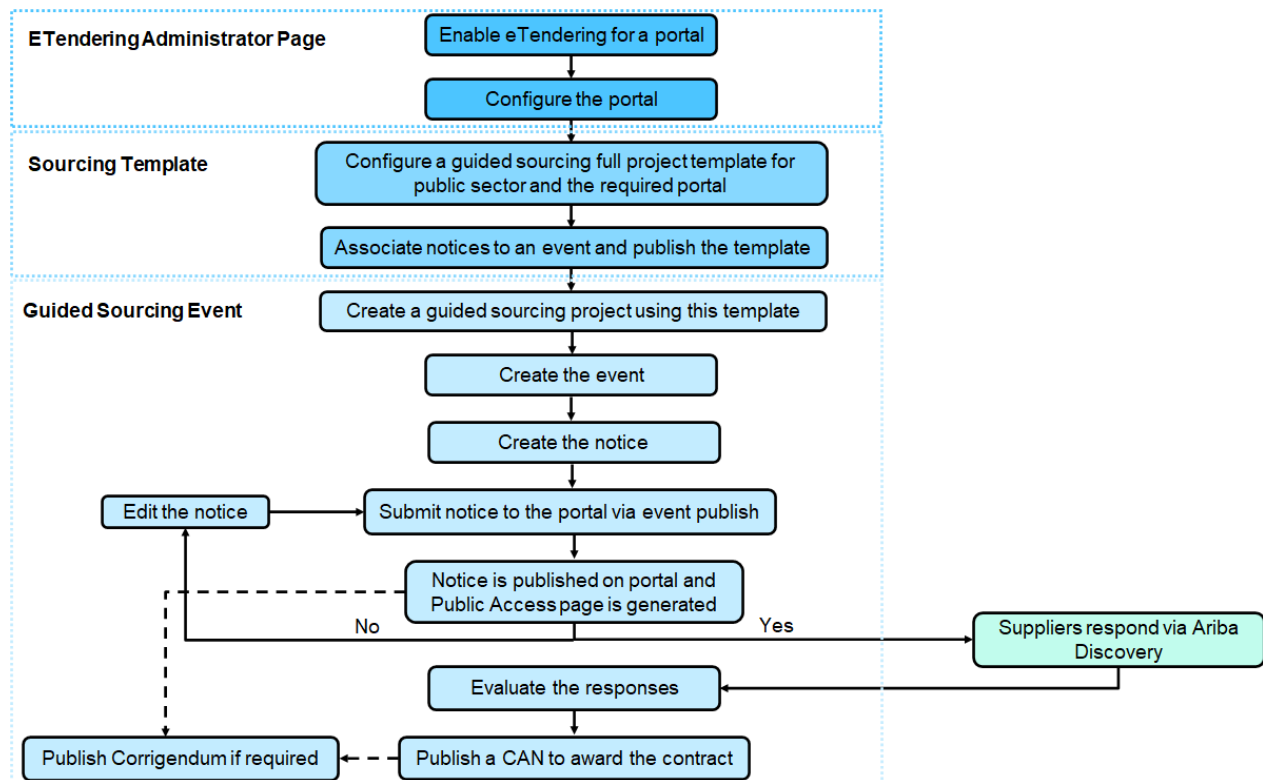 ETendering Administrator Page
Enable eTendering for a portal
Configure the portal
Sourcing Template
Configure a guided sourcing full project template for
public sector and the required portal
Associate notices to an event and publish the template
Guided Sourcing Event
Create a guided sourcing project using this template
Create the event
Create the notice
Edit the notice
Submit notice to the portal via event publish
Notice is published on portal and
Public Access page is generated
No
Yes
Suppliers respond via Ariba
Discovery
Evaluate the responses
Publish Corrigendum if required
Publish a CAN to award the contract